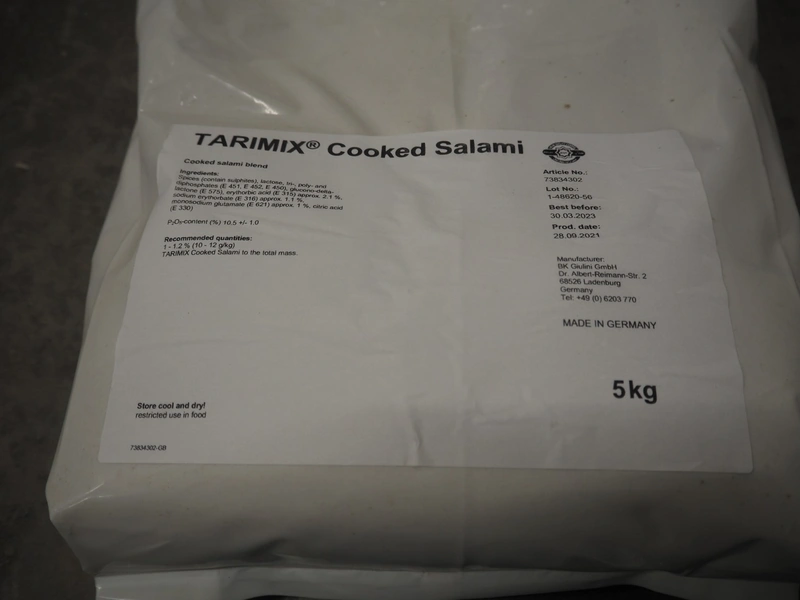 TARIMIX® Cooked Salami
Cooked salami blend
Ingredients:
Spices (contain sulphites), lactose, tri-, poly- and
diphosphates (E 451, E 452, E 450), glucono-delta-
lactone (E 575), erythorbic acid (E 315) approx. 2.1 %,
sodium erythorbate (E 316) approx. 1.1 %,
monosodium glutamate (E 621) approx. 1 %, citric acid
(E 330)
P₂O₅-content (%) 10.5 +/- 1.0
Recommended quantities:
1 - 1.2 % (10 - 12 g/kg)
TARIMIX Cooked Salami to the total mass.
Article No.:
73834302
Lot No.:
1-48620-56
Best before:
30.03.2023
Prod. date:
28.09.2021
Manufacturer:
BK Giulini GmbH
Dr. Albert-Reimann-Str. 2
68526 Ladenburg
Germany
Tel: +49 (0) 6203 770
MADE IN GERMANY
5kg
Store cool and dry!
restricted use in food
73834302-GB